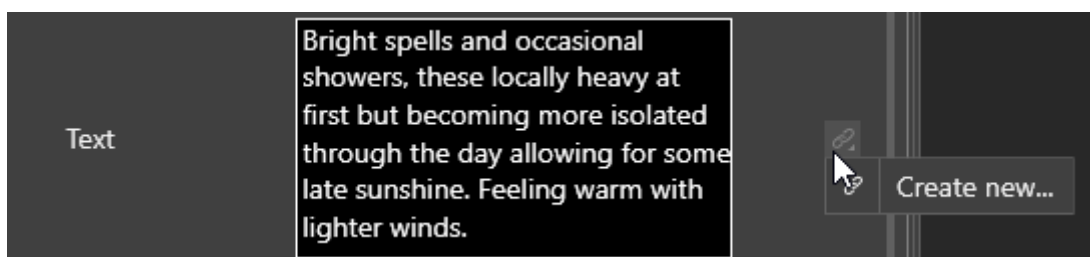 Text
Bright spells and occasional
showers, these locally heavy at
first but becoming more isolated
through the day allowing for some
late sunshine. Feeling warm with
lighter winds.
Create new...